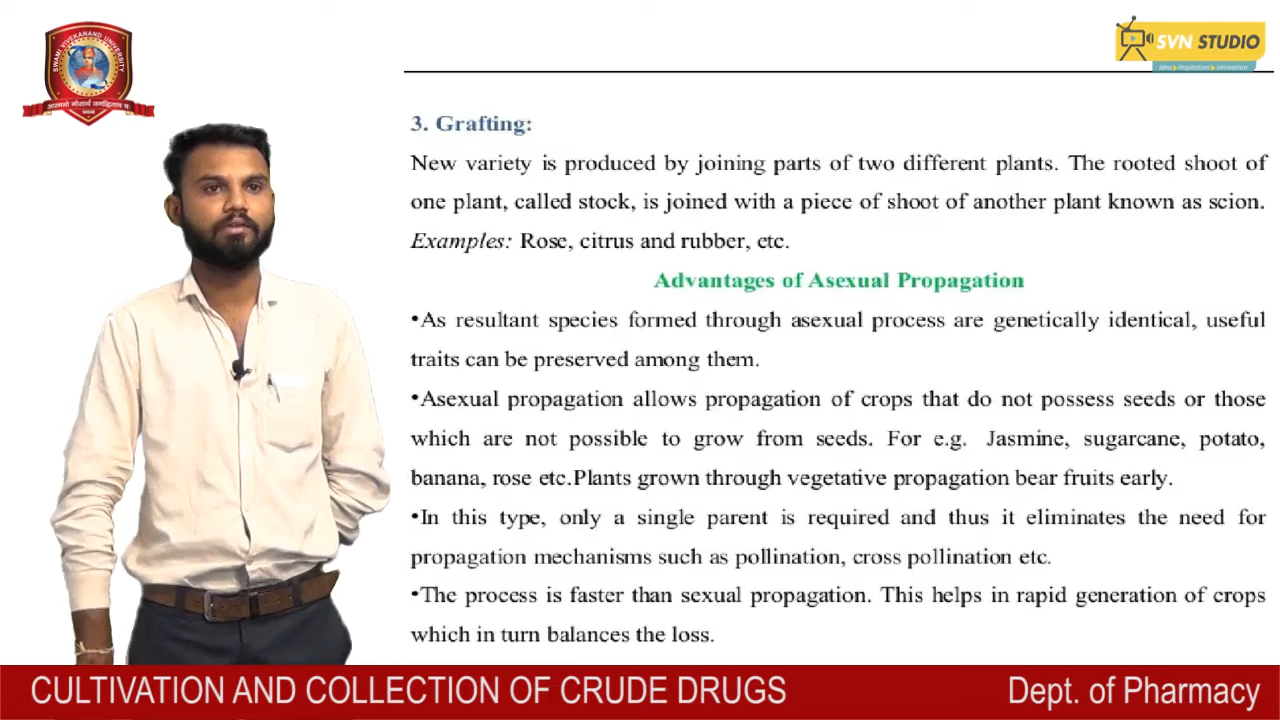 SWAMI VIVEKANAND UNIVERSITY
SVN STUDIO
Idea Inspiration Innovation
3. Grafting:
New variety is produced by joining parts of two different plants. The rooted shoot of
one plant, called stock, is joined with a piece of shoot of another plant known as scion.
Examples: Rose, citrus and rubber, etc.
Advantages of Asexual Propagation
•As resultant species formed through asexual process are genetically identical, useful
traits can be preserved among them.
•Asexual propagation allows propagation of crops that do not possess seeds or those
which are not possible to grow from seeds. For e.g. Jasmine, sugarcane, potato,
banana, rose etc.Plants grown through vegetative propagation bear fruits early.
•In this type, only a single parent is required and thus it eliminates the need for
propagation mechanisms such as pollination, cross pollination etc.
•The process is faster than sexual propagation. This helps in rapid generation of crops
which in turn balances the loss.
CULTIVATION AND COLLECTION OF CRUDE DRUGS
Dept. of Pharmacy